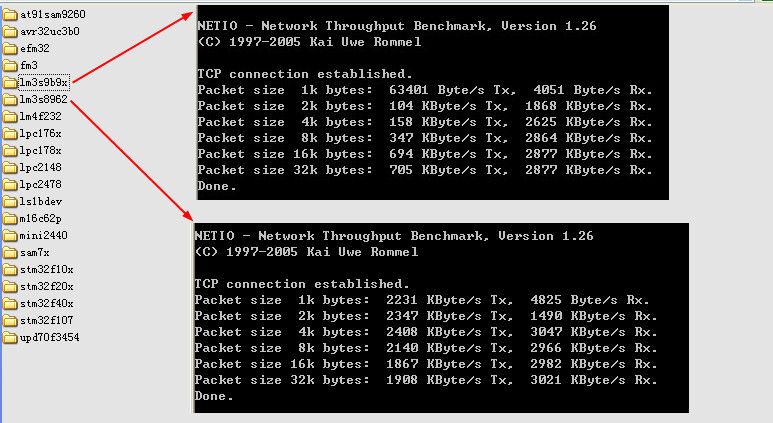 at91sam9260
avr32uc3b0
efm32
fm3
lm3s9b9x
lm3s8962
lm4f232
lpc176x
lpc178x
lpc2148
lpc2478
ls1bdev
m16c62p
mini2440
sam7x
stm32f10x
stm32f20x
stm32f40x
stm32f107
upd70f3454
NETIO - Network Throughput Benchmark, Version 1.26
(C) 1997-2005 Kai Uwe Rommel
TCP connection established.
Packet size  1k bytes:  63401 Byte/s Tx,  4051 Byte/s Rx.
Packet size  2k bytes:  104 KByte/s Tx,  1868 KByte/s Rx.
Packet size  4k bytes:  158 KByte/s Tx,  2625 KByte/s Rx.
Packet size  8k bytes:  347 KByte/s Tx,  2864 KByte/s Rx.
Packet size 16k bytes:  694 KByte/s Tx,  2877 KByte/s Rx.
Packet size 32k bytes:  705 KByte/s Tx,  2877 KByte/s Rx.
Done.
NETIO - Network Throughput Benchmark, Version 1.26
(C) 1997-2005 Kai Uwe Rommel
TCP connection established.
Packet size  1k bytes:  2231 KByte/s Tx,  4825 Byte/s Rx.
Packet size  2k bytes:  2347 KByte/s Tx,  1490 KByte/s Rx.
Packet size  4k bytes:  2408 KByte/s Tx,  3047 KByte/s Rx.
Packet size  8k bytes:  2140 KByte/s Tx,  2966 KByte/s Rx.
Packet size 16k bytes:  1867 KByte/s Tx,  2982 KByte/s Rx.
Packet size 32k bytes:  1908 KByte/s Tx,  3021 KByte/s Rx.
Done.